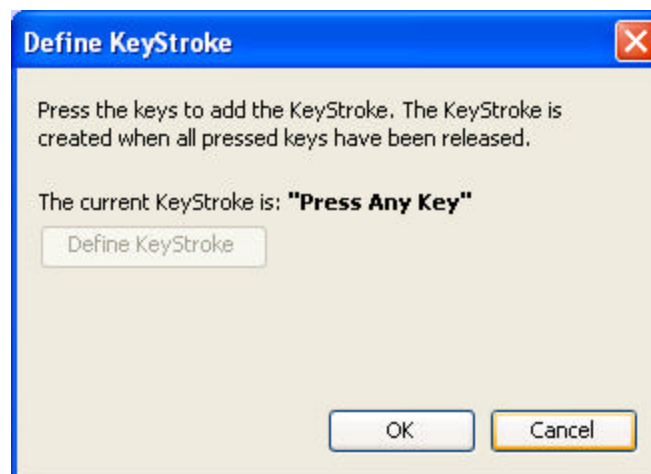 Define KeyStroke
Press the keys to add the KeyStroke. The KeyStroke is
created when all pressed keys have been released.
The current KeyStroke is: "Press Any Key"
Define KeyStroke
OK
Cancel